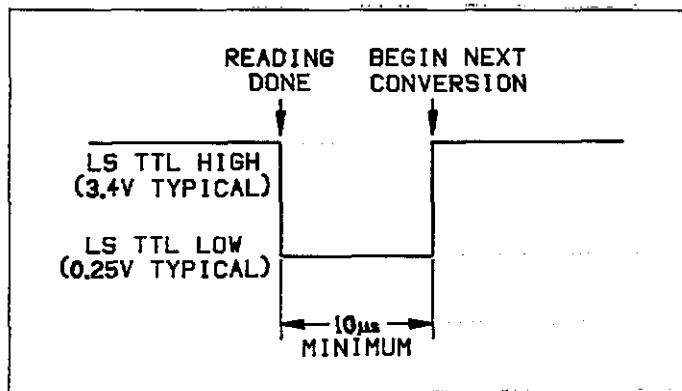 READING
DONE
BEGIN NEXT
CONVERSION
LS TTL HIGH
(3.4V TYPICAL)
LS TTL LOW
(0.25V TYPICAL)
10µs
MINIMUM